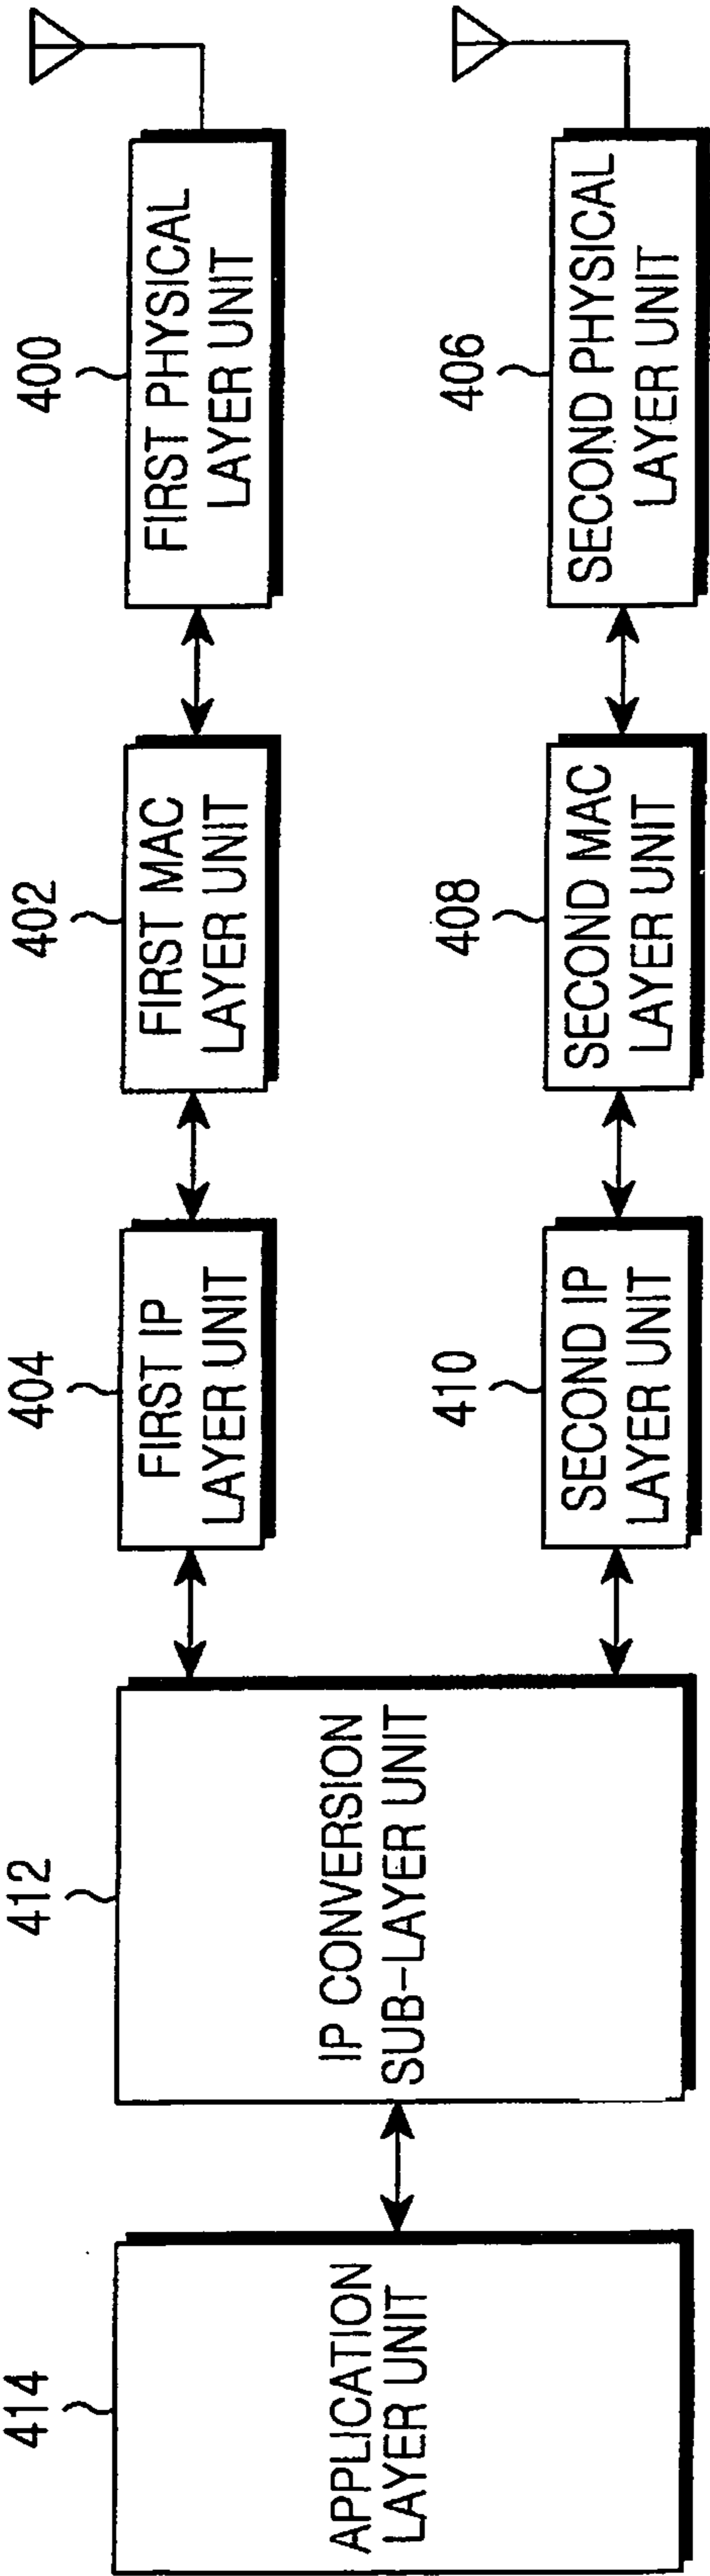 414
APPLICATION
LAYER UNIT
412
IP CONVERSION
SUB-LAYER UNIT
404
FIRST IP
LAYER UNIT
402
FIRST MAC
LAYER UNIT
400
FIRST PHYSICAL
LAYER UNIT
410
SECOND IP
LAYER UNIT
408
SECOND MAC
LAYER UNIT
406
SECOND PHYSICAL
LAYER UNIT